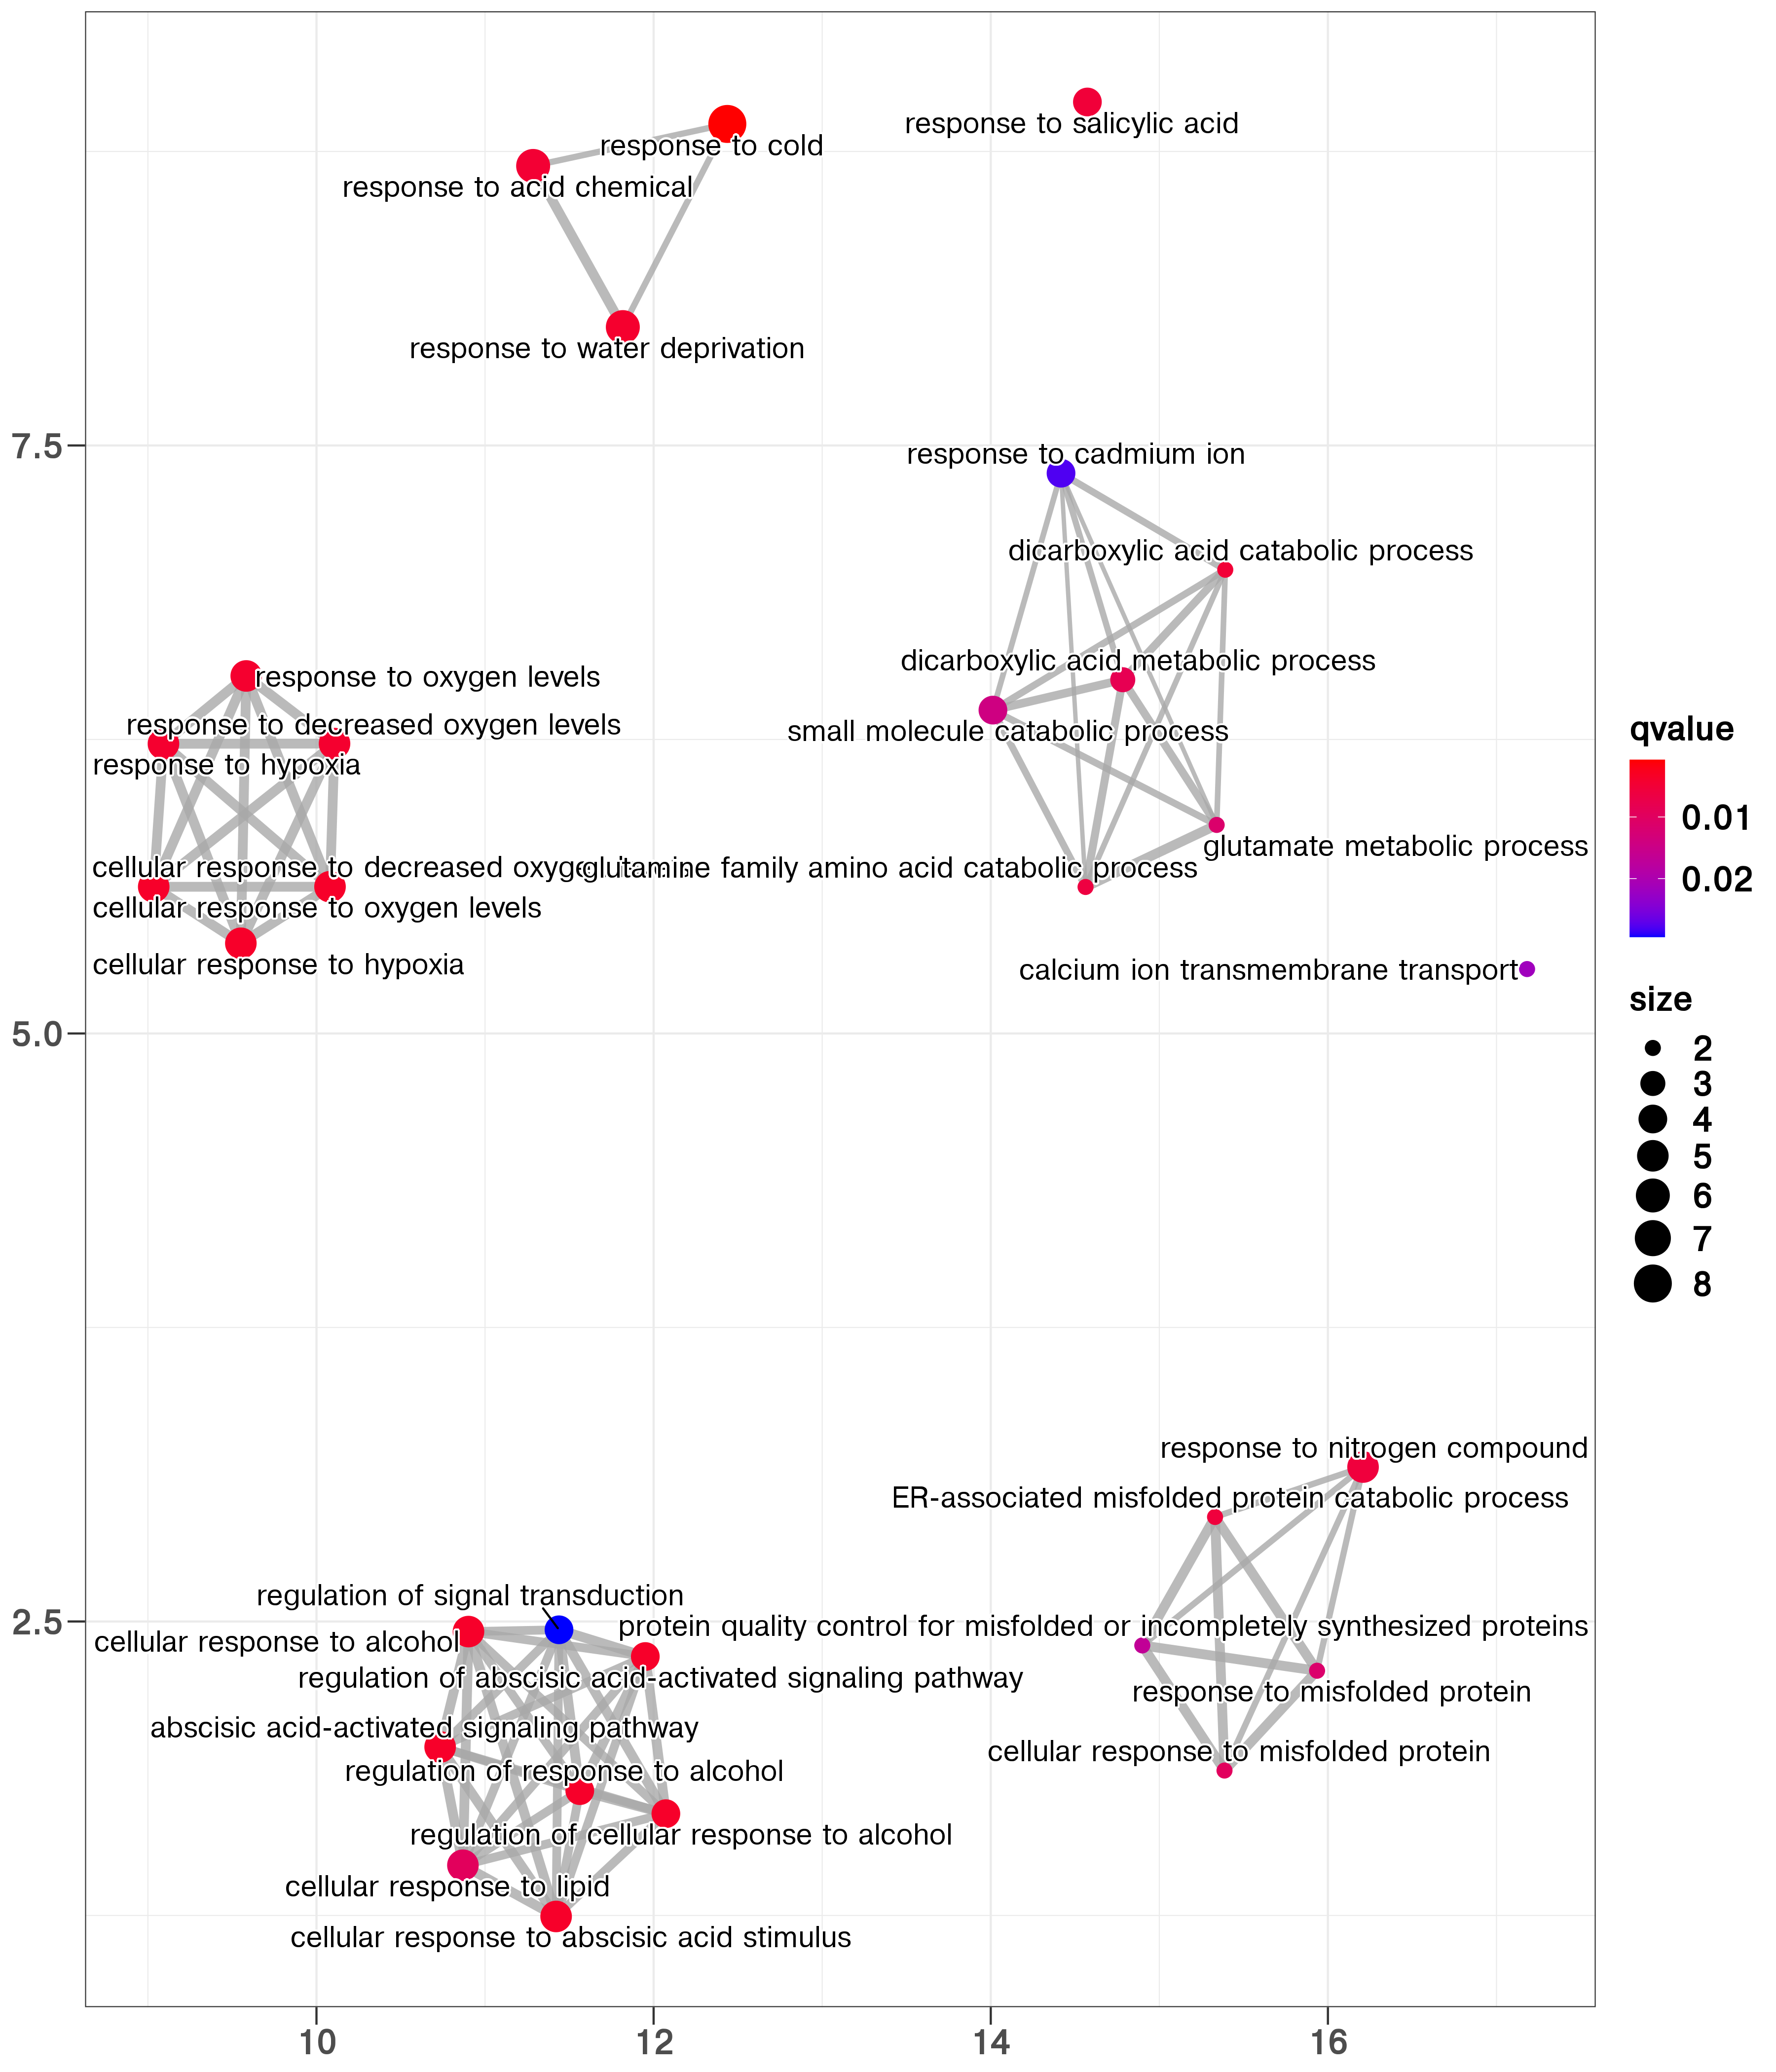 response to salicylic acid
response to cold
response to acid chemical
response to water deprivation
7.5
response to cadmium ion
dicarboxylic acid catabolic process
dicarboxylic acid metabolic process
response to oxygen levels
response to decreased oxygen levels
small molecule catabolic process
response to hypoxia
glutamate metabolic process
cellular response to decreased
glutamine family amino acid catabolic process
cellular response to oxygen levels
cellular response to hypoxia
calcium ion transmembrane transport
5.0
response to nitrogen compound
ER-associated misfolded protein catabolic process
regulation of signal transduction
2.5
protein quality control for misfolded or incompletely synthesized proteins
cellular response to alcohol
regulation of abscisic acid-activated signaling pathway
response to misfolded protein
abscisic acid-activated signaling pathway
cellular response to misfolded protein
regulation of response to alcohol
regulation of cellular response to alcohol
cellular response to lipid
cellular response to abscisic acid stimulus
10
12
14
16
qvalue
0.01
0.02
size
2
3
4
5
6
7
8